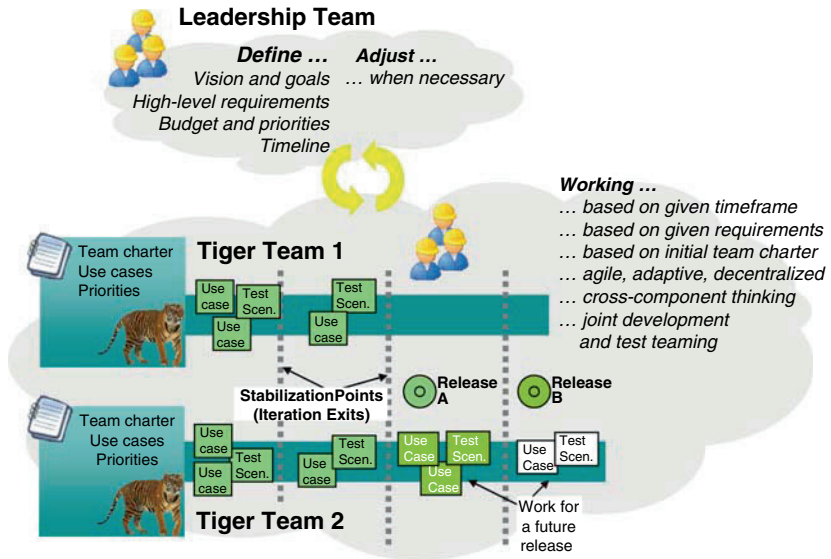 Leadership Team
Define …
Vision and goals
High-level requirements
Budget and priorities
Timeline
Adjust …
… when necessary
Working …
… based on given timeframe
… based on given requirements
… based on initial team charter
… agile, adaptive, decentralized
… cross-component thinking
… joint development
and test teaming
Team charter
Use cases
Priorities
Tiger Team 1
Use
case
Test
Scen.
Use
case
Test
Scen.
Use
case
StabilizationPoints
(Iteration Exits)
Release
A
Release
B
Team charter
Use cases
Priorities
Use
case
Test
Scen.
Use
case
Test
Scen.
Use
case
Use
Case
Test
Scen.
Use
Case
Use
Case
Test
Scen.
Tiger Team 2
Work for
a future
release